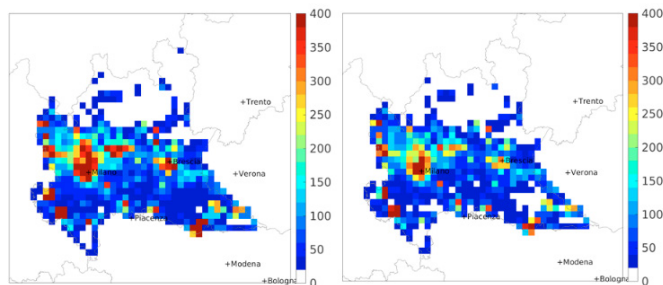 400
350
300
250
200
150
100
50
0
+Trento
+Brescia
+Milano
+Verona
+Piacenza
+Modena
+Bologna
400
350
300
250
200
150
100
50
0
+Trento
+Brescia
+Milano
+Verona
+Piacenza
+Modena
+Bologn